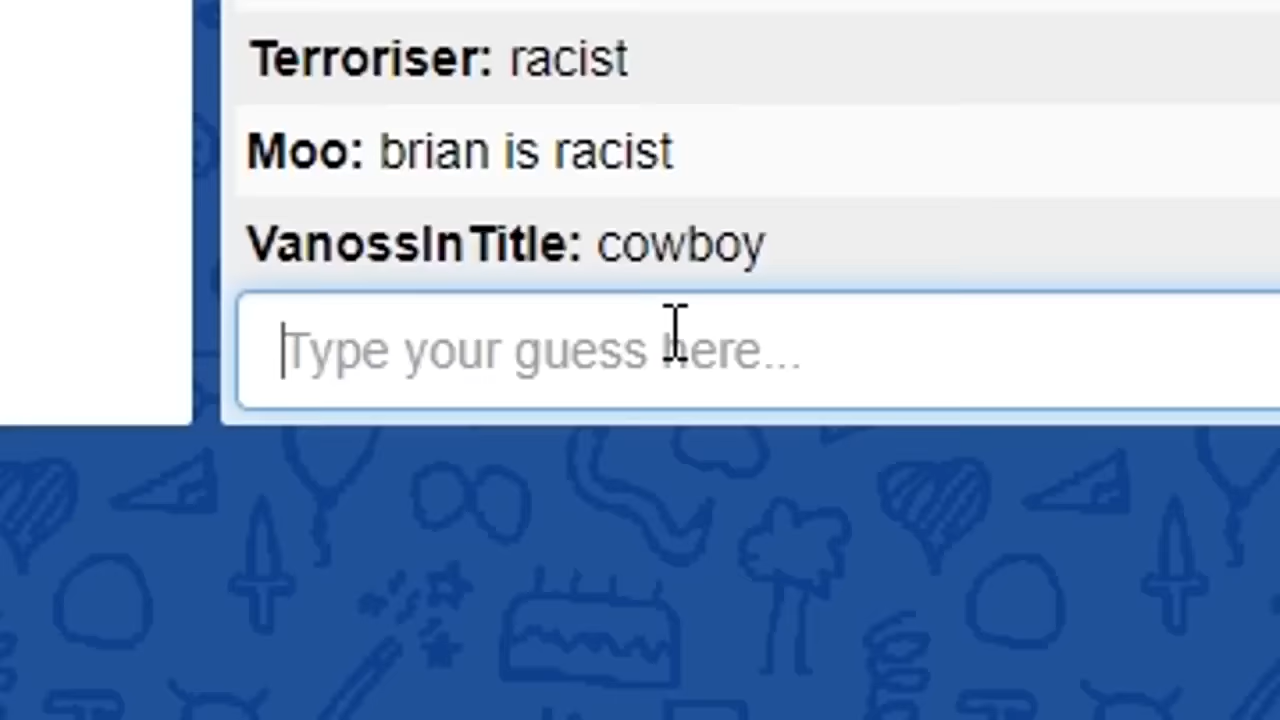 Terroriser: racist
Moo: brian is racist
VanossInTitle: cowboy
Type your guess here...